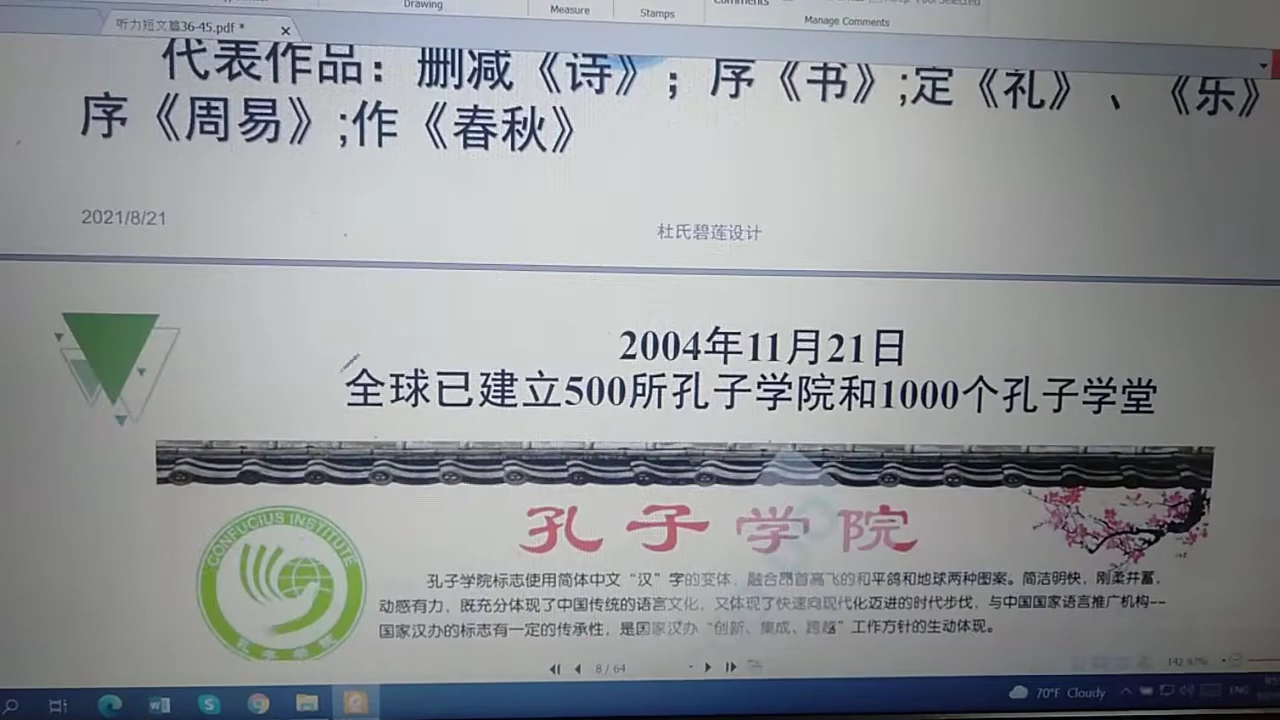 Drawing
Measure
Stamps
Comments
Manage Comments
听力短文篇36-45.pdf *
代表作品：删减《诗》；序《书》;定《礼》、《乐》
序《周易》;作《春秋》
2021/8/21
杜氏碧莲设计
2004年11月21日
全球已建立500所孔子学院和1000个孔子学堂
CONFUCIUS INSTITUTE
孔子学院
孔子学院
孔子学院标志使用简体中文“汉”字的变体，融合昂首高飞的和平鸽和地球两种图案。简洁明快，刚柔并蓄，
动感有力，既充分体现了中国传统的语言文化，又体现了快速向现代化迈进的时代步伐，与中国国家语言推广机构--
国家汉办的标志有一定的传承性，是国家汉办“创新、集成、跨越”工作方针的生动体现。
8 / 64
70°F Cloudy
ENG